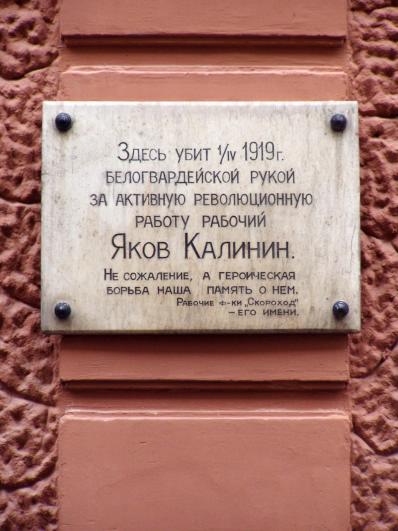 Здесь убит 1/IV 1919г.
белогвардейской рукой
за активную революционную
работу рабочий
Яков Калинин.
Не сожаление, а героическая
борьба наша память о нем.
Рабочие ф-ки „Скороход"
– его имени.